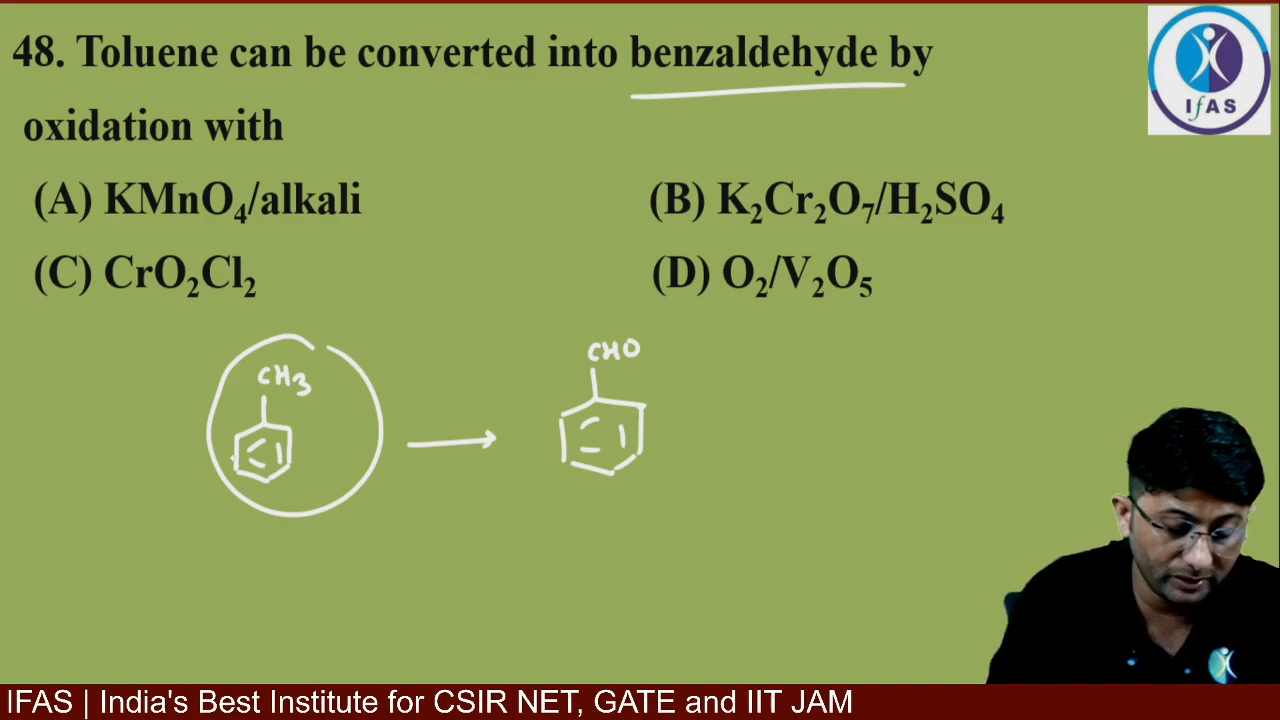 48. Toluene can be converted into benzaldehyde by
oxidation with
IfAS
(A) KMnO₄/alkali (B) K₂Cr₂O₇/H₂SO₄
(C) CrO₂Cl₂ (D) O₂/V₂O₅
CH3 CHO
IFAS | India's Best Institute for CSIR NET, GATE and IIT JAM